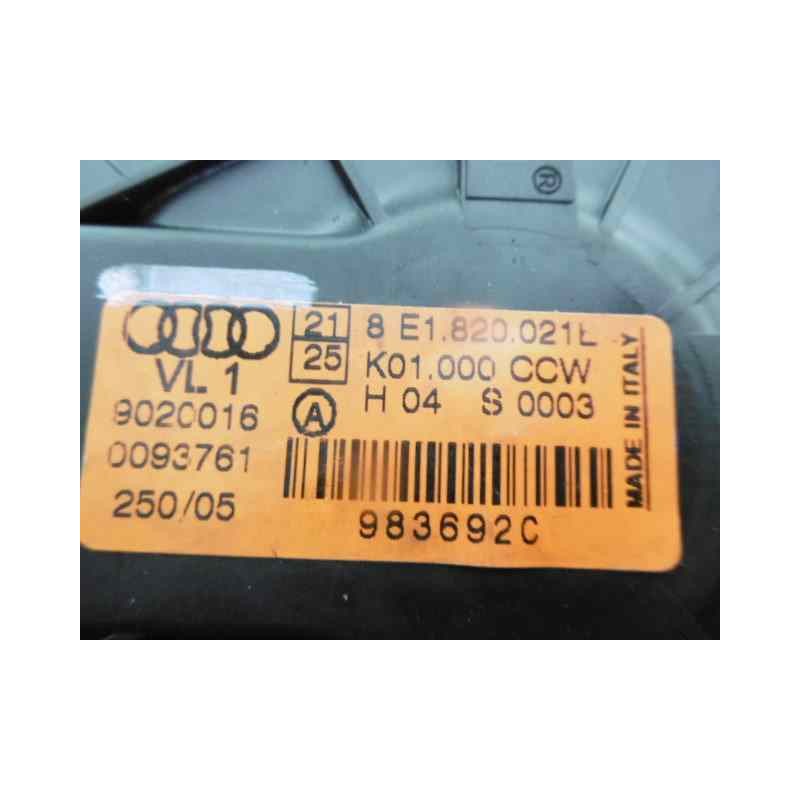 ®
21 8 E1.820.021E
VL 1 25 K01.000 CCW
9020016 A H 04 S 0003
0093761
250/05
983692C
MADE IN ITALY